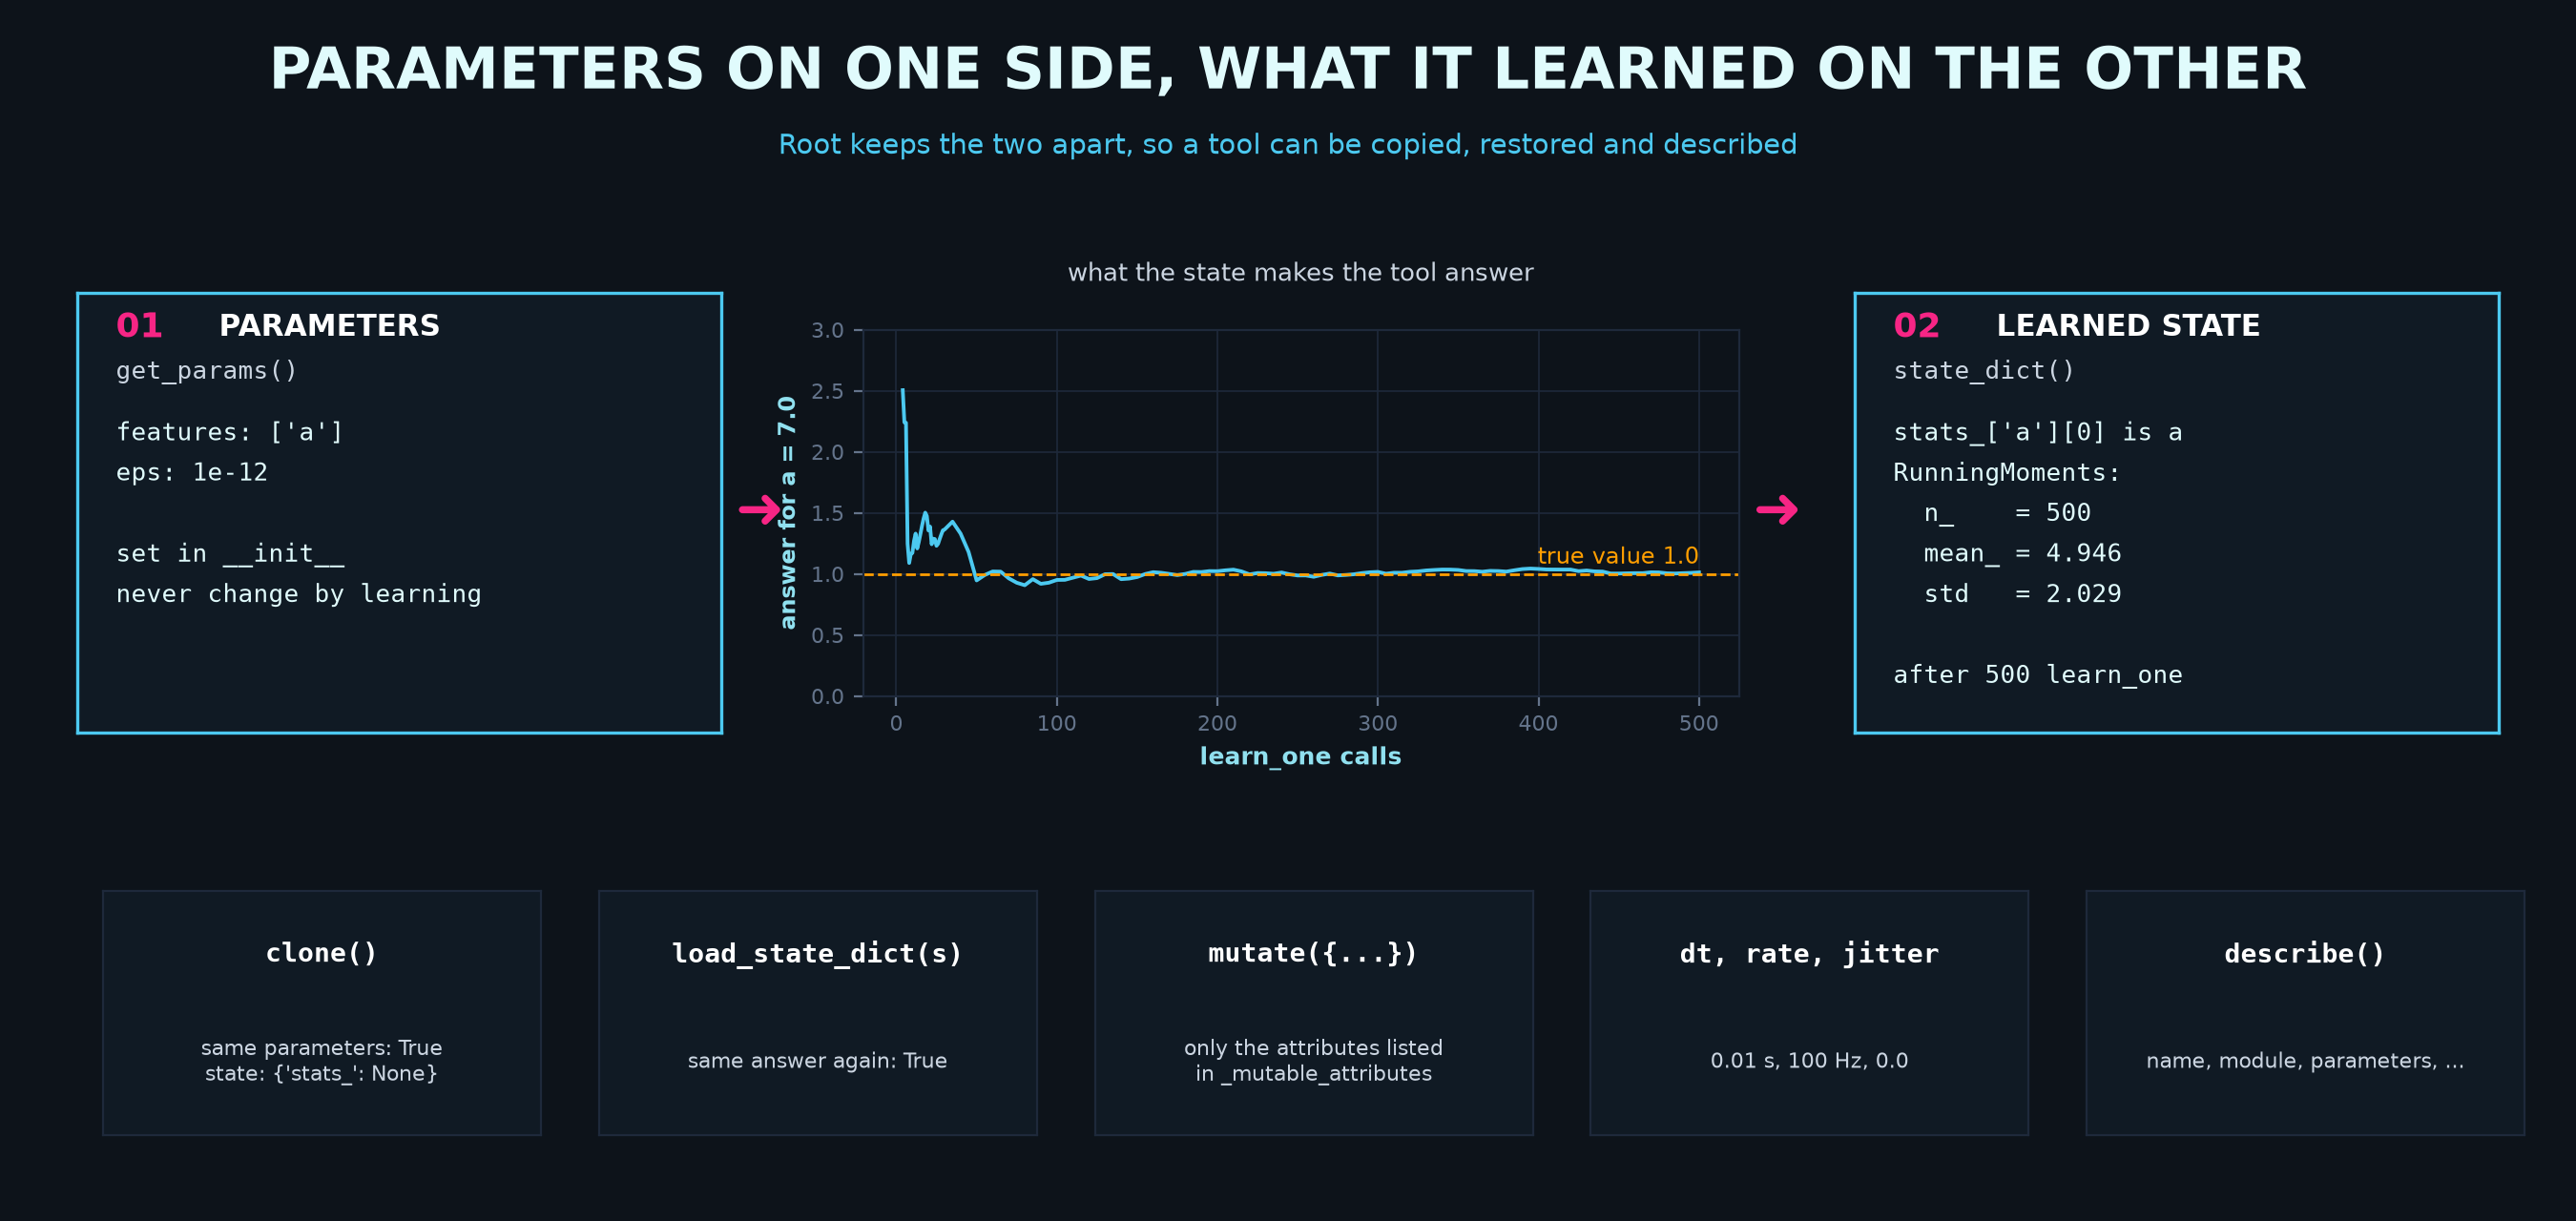 PARAMETERS ON ONE SIDE, WHAT IT LEARNED ON THE OTHER
Root keeps the two apart, so a tool can be copied, restored and described
01 PARAMETERS
get_params()
features: ['a']
eps: 1e-12
set in __init__
never change by learning
what the state makes the tool answer
answer for a = 7.0
3.0
2.5
2.0
1.5
1.0
0.5
0.0
true value 1.0
0 100 200 300 400 500
learn_one calls
02 LEARNED STATE
state_dict()
stats_['a'][0] is a
RunningMoments:
n_ = 500
mean_ = 4.946
std = 2.029
after 500 learn_one
clone()
same parameters: True
state: {'stats_': None}
load_state_dict(s)
same answer again: True
mutate({...})
only the attributes listed
in _mutable_attributes
dt, rate, jitter
0.01 s, 100 Hz, 0.0
describe()
name, module, parameters, ...